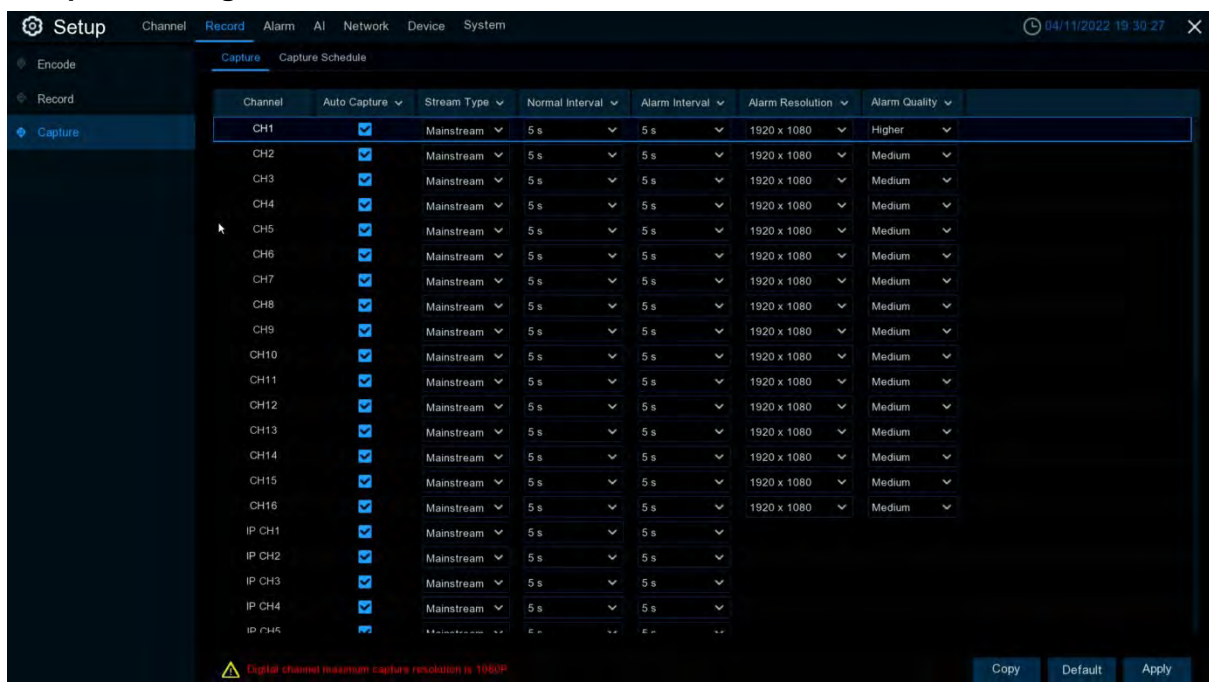 Setup Channel Record Alarm AI Network Device System 04/11/2022 19:30:27
Encode
Record
Capture
Capture Capture Schedule
Channel Auto Capture Stream Type Normal Interval Alarm Interval Alarm Resolution Alarm Quality
CH1 Mainstream 5 s 5 s 1920 x 1080 Higher
CH2 Mainstream 5 s 5 s 1920 x 1080 Medium
CH3 Mainstream 5 s 5 s 1920 x 1080 Medium
CH4 Mainstream 5 s 5 s 1920 x 1080 Medium
CH5 Mainstream 5 s 5 s 1920 x 1080 Medium
CH6 Mainstream 5 s 5 s 1920 x 1080 Medium
CH7 Mainstream 5 s 5 s 1920 x 1080 Medium
CH8 Mainstream 5 s 5 s 1920 x 1080 Medium
CH9 Mainstream 5 s 5 s 1920 x 1080 Medium
CH10 Mainstream 5 s 5 s 1920 x 1080 Medium
CH11 Mainstream 5 s 5 s 1920 x 1080 Medium
CH12 Mainstream 5 s 5 s 1920 x 1080 Medium
CH13 Mainstream 5 s 5 s 1920 x 1080 Medium
CH14 Mainstream 5 s 5 s 1920 x 1080 Medium
CH15 Mainstream 5 s 5 s 1920 x 1080 Medium
CH16 Mainstream 5 s 5 s 1920 x 1080 Medium
IP CH1 Mainstream 5 s 5 s
IP CH2 Mainstream 5 s 5 s
IP CH3 Mainstream 5 s 5 s
IP CH4 Mainstream 5 s 5 s
IP CH5 Mainstream 5 s 5 s
Digital channel maximum capture resolution is 1080P
Copy Default Apply